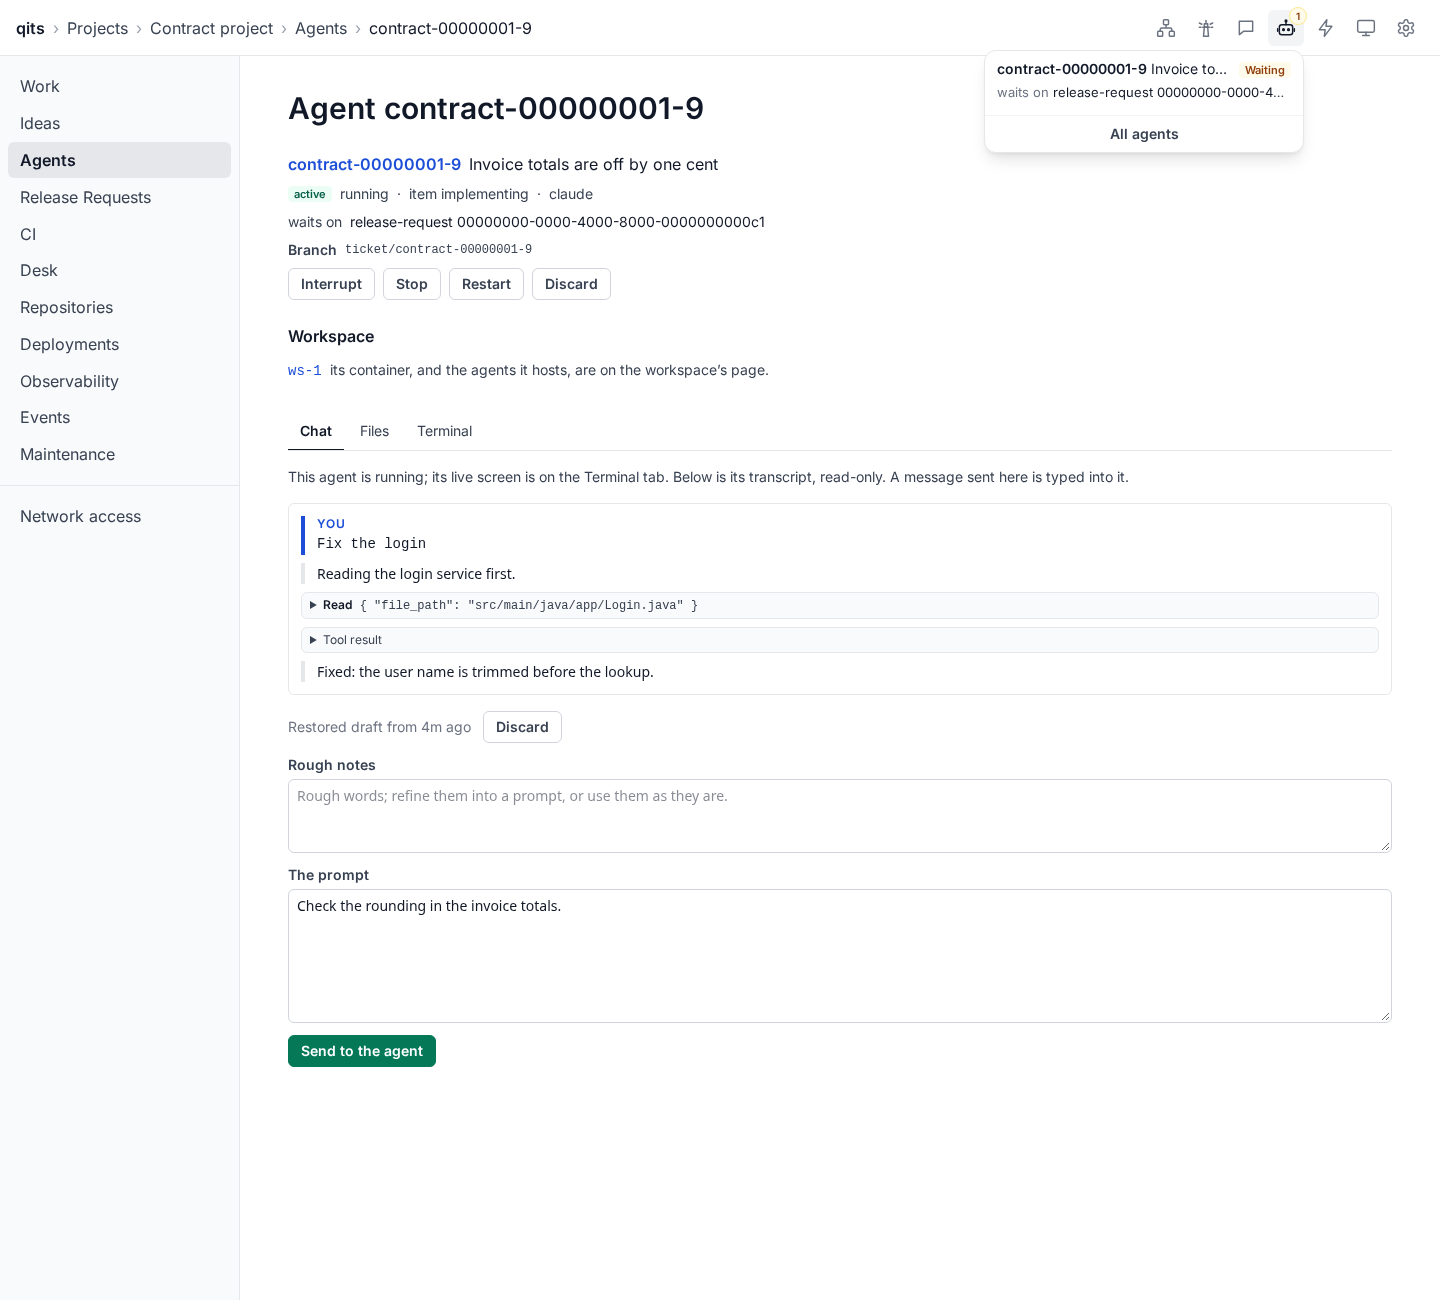 qits › Projects › Contract project › Agents › contract-00000001-9
1
contract-00000001-9 Invoice to... Waiting
waits on release-request 00000000-0000-4...
All agents
Work
Ideas
Agents
Release Requests
CI
Desk
Repositories
Deployments
Observability
Events
Maintenance
Network access
Agent contract-00000001-9
contract-00000001-9 Invoice totals are off by one cent
active running · item implementing · claude
waits on release-request 00000000-0000-4000-8000-0000000000c1
Branch ticket/contract-00000001-9
Interrupt Stop Restart Discard
Workspace
ws-1 its container, and the agents it hosts, are on the workspace’s page.
Chat Files Terminal
This agent is running; its live screen is on the Terminal tab. Below is its transcript, read-only. A message sent here is typed into it.
YOU
Fix the login
Reading the login service first.
Read { "file_path": "src/main/java/app/Login.java" }
Tool result
Fixed: the user name is trimmed before the lookup.
Restored draft from 4m ago Discard
Rough notes
Rough words; refine them into a prompt, or use them as they are.
The prompt
Check the rounding in the invoice totals.
Send to the agent